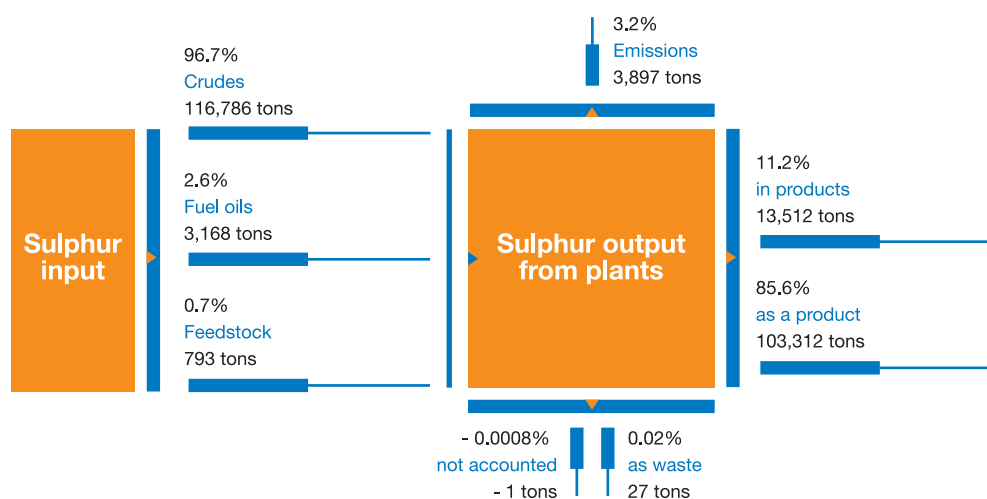 Sulphur
input
96.7%
Crudes
116,786 tons
2.6%
Fuel oils
3,168 tons
0.7%
Feedstock
793 tons
3.2%
Emissions
3,897 tons
Sulphur output
from plants
11.2%
in products
13,512 tons
85.6%
as a product
103,312 tons
- 0.0008%
not accounted
- 1 tons
0.02%
as waste
27 tons